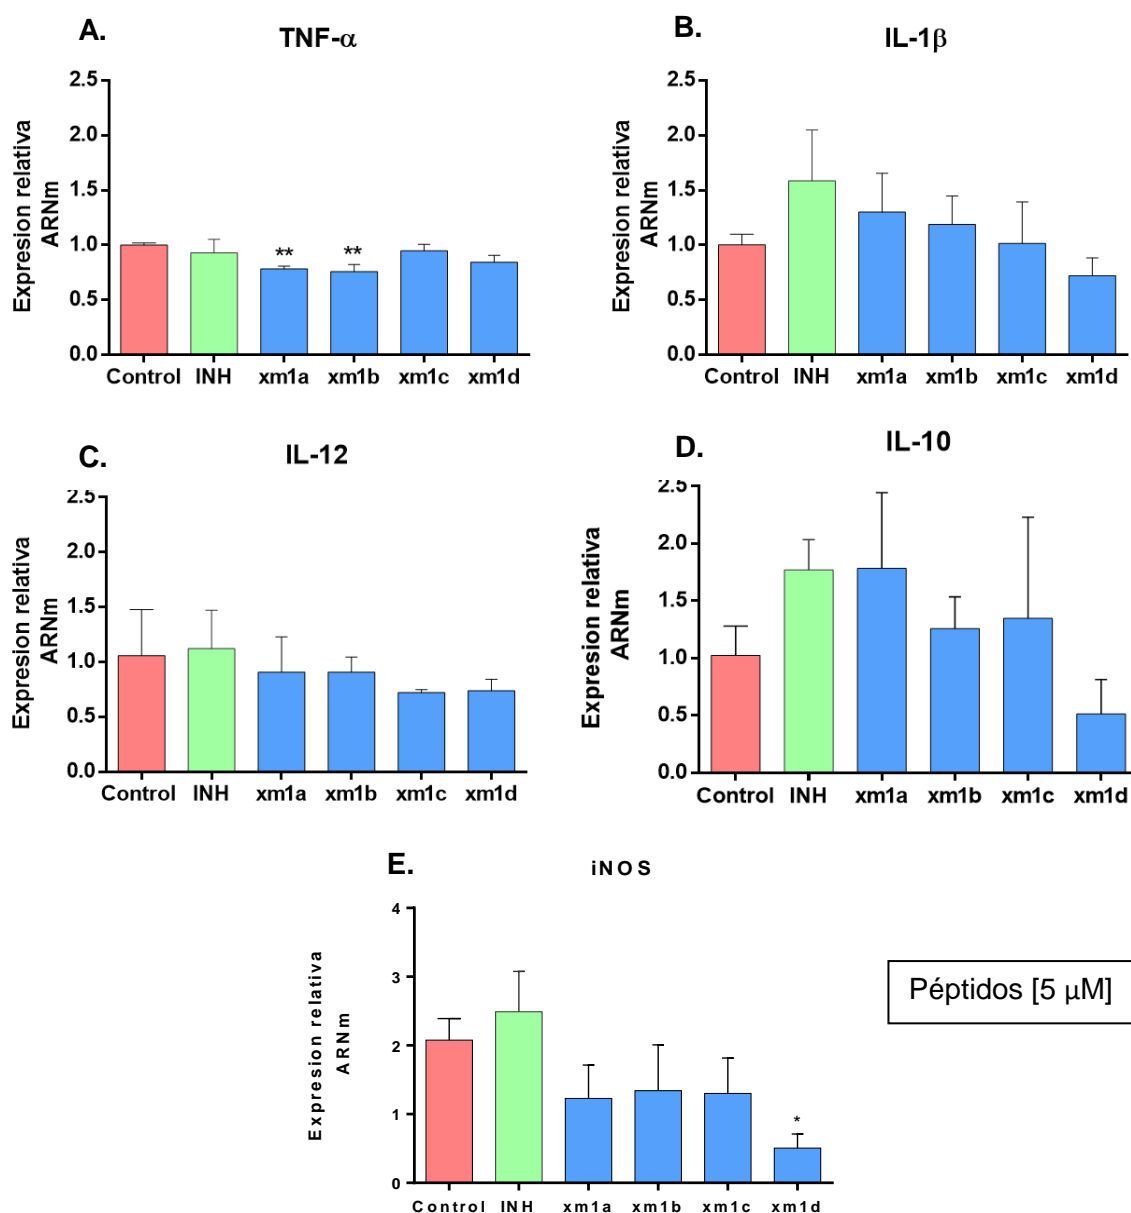 A.
TNF-α
Expresion relativa
ARNm
2.5
2.0
1.5
1.0
0.5
0.0
**
**
Control INH xm1a xm1b xm1c xm1d
B.
IL-1β
Expresion relativa
ARNm
2.5
2.0
1.5
1.0
0.5
0.0
Control INH xm1a xm1b xm1c xm1d
C.
IL-12
Expresion relativa
ARNm
2.5
2.0
1.5
1.0
0.5
0.0
Control INH xm1a xm1b xm1c xm1d
D.
IL-10
Expresion relativa
ARNm
2.5
2.0
1.5
1.0
0.5
0.0
Control INH xm1a xm1b xm1c xm1d
E.
iNOS
Expresion relativa
ARNm
4
3
2
1
0
*
Control INH xm1a xm1b xm1c xm1d
Péptidos [5 µM]